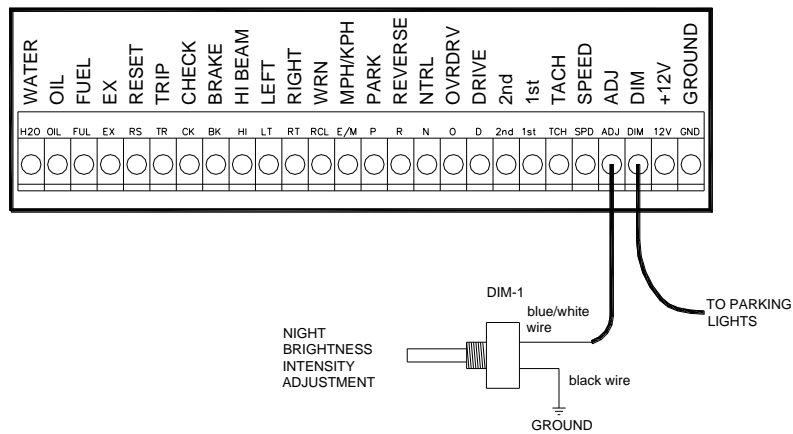 WATER OIL FUEL EX RESET TRIP CHECK BRAKE HI BEAM LEFT RIGHT WRN MPH/KPH PARK REVERSE NTRL OVRDRV DRIVE 2nd 1st TACH SPEED ADJ DIM +12V GROUND
H2O OIL FUL EX RS TR CK BK HI LT RT RCL E/M P R N O D 2nd 1st TCH SPD ADJ DIM 12V GND
DIM-1
blue/white
wire
TO PARKING
LIGHTS
NIGHT
BRIGHTNESS
INTENSITY
ADJUSTMENT
black wire
GROUND